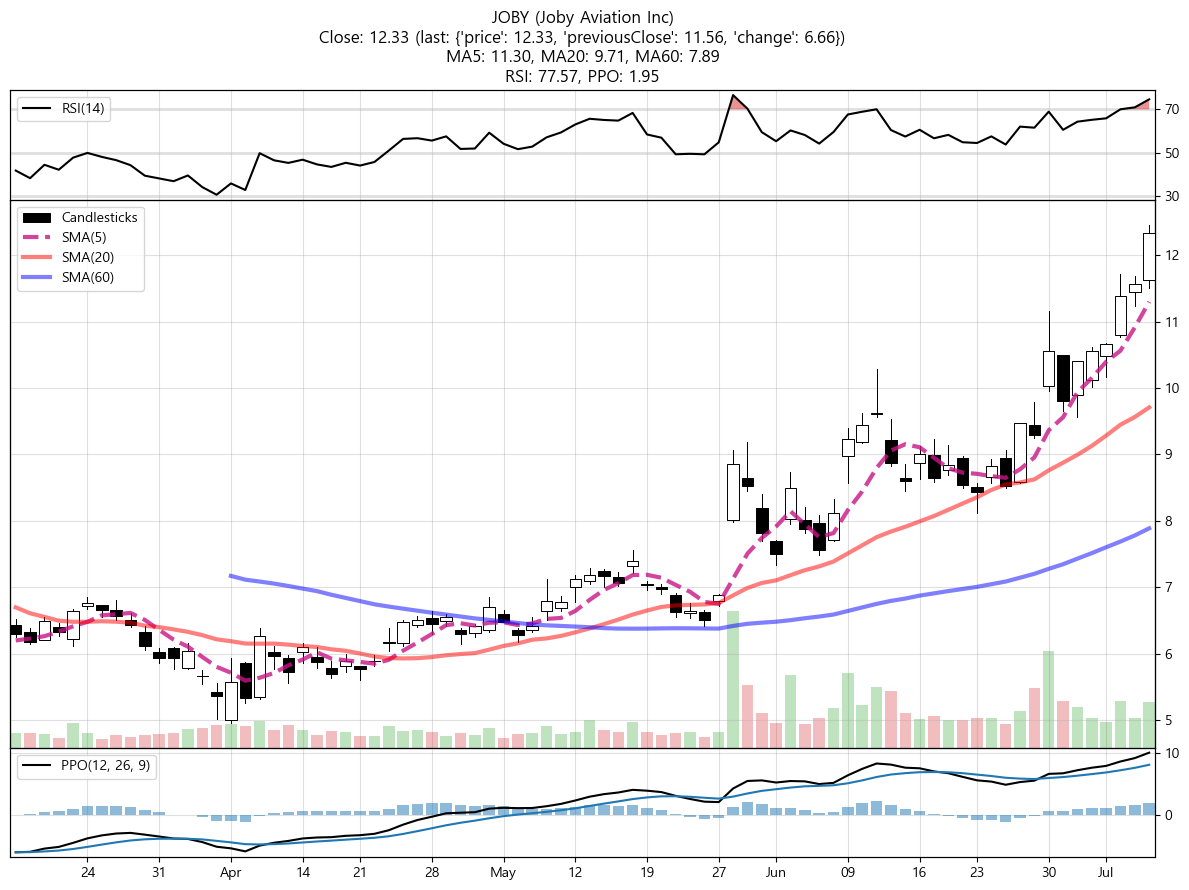 JOBY (Joby Aviation Inc)
Close: 12.33 (last: {'price': 12.33, 'previousClose': 11.56, 'change': 6.66})
MA5: 11.30, MA20: 9.71, MA60: 7.89
RSI: 77.57, PPO: 1.95
RSI(14)
70
50
30
Candlesticks
SMA(5)
SMA(20)
SMA(60)
12
11
10
9
8
7
6
5
PPO(12, 26, 9)
10
0
24 31 Apr 14 21 28 May 12 19 27 Jun 09 16 23 30 Jul